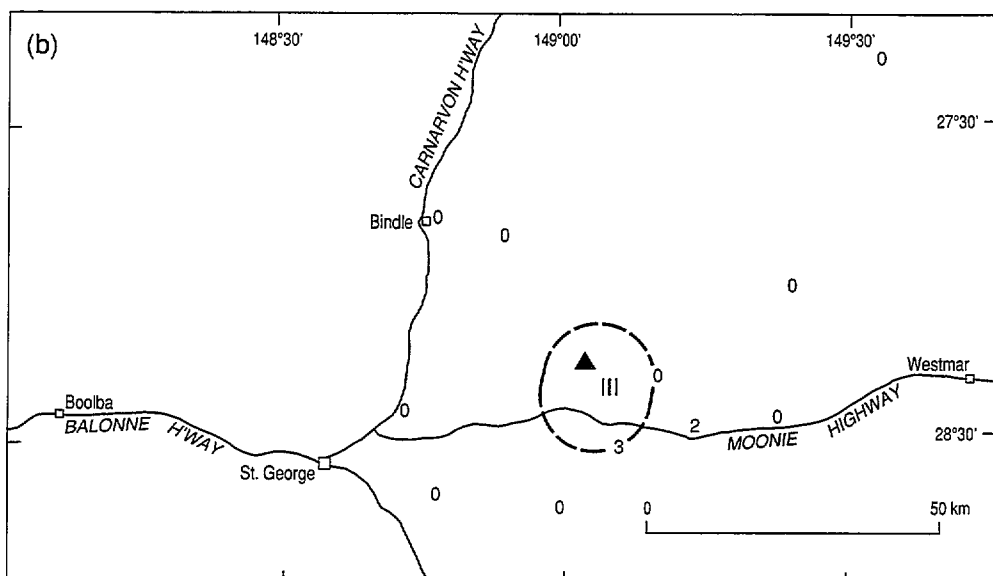 (b)
148°30'
149°00'
149°30'
0
CARNARVON H'WAY
27°30'
Bindle
0
0
0
III
0
Westmar
Boolba
BALONNE H'WAY
0
2
0
MOONIE HIGHWAY
28°30'
3
St. George
0
0
0
50 km